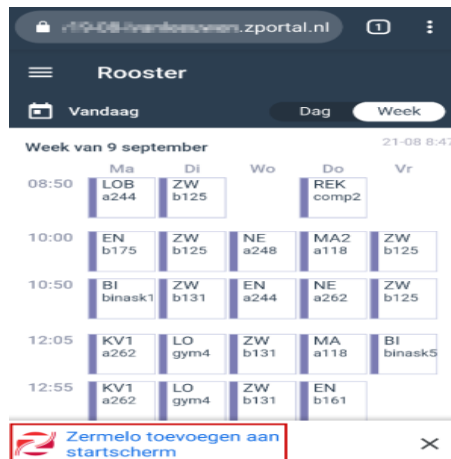 .zportal.nl 1
Rooster
Vandaag Dag Week
Week van 9 september 21-08 8:47
Ma Di Wo Do Vr
08:50 LOB ZW REK
a244 b125 comp2
10:00 EN ZW NE MA2 ZW
b175 b125 a248 a118 b125
10:50 BI ZW EN NE ZW
binask1 b131 a244 a262 b125
12:05 KV1 LO ZW MA BI
a262 gym4 b131 a118 binask5
12:55 KV1 LO ZW EN
a262 gym4 b131 b161
Zermelo toevoegen aan
startscherm